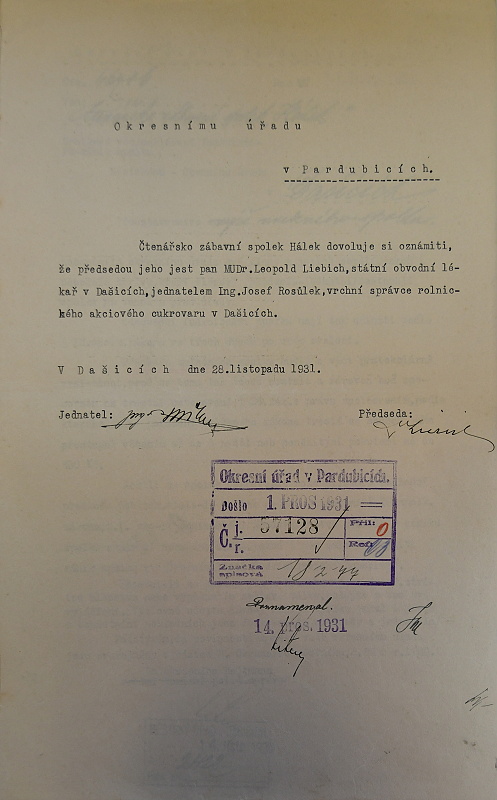 Okresnímu úřadu
v Pardubicích.
Čtenářsko zábavní spolek Hálek dovoluje si oznámiti,
že předsedou jeho jest pan MUDr.Leopold Liebich,státní obvodní lé-
kař v Dašicích,jednatelem Ing.Josef Rosůlek,vrchní správce rolnic-
kého akciového cukrovaru v Dašicích.
V Dašicích dne 28.listopadu 1931.
Jednatel:
Předseda:
Okresní úřad v Pardubicích.
Došlo 1. PROS 1931
Č. j. 57128 Příl: 0
r.
Značka
spisová
Poznamenal.
14. pros. 1931